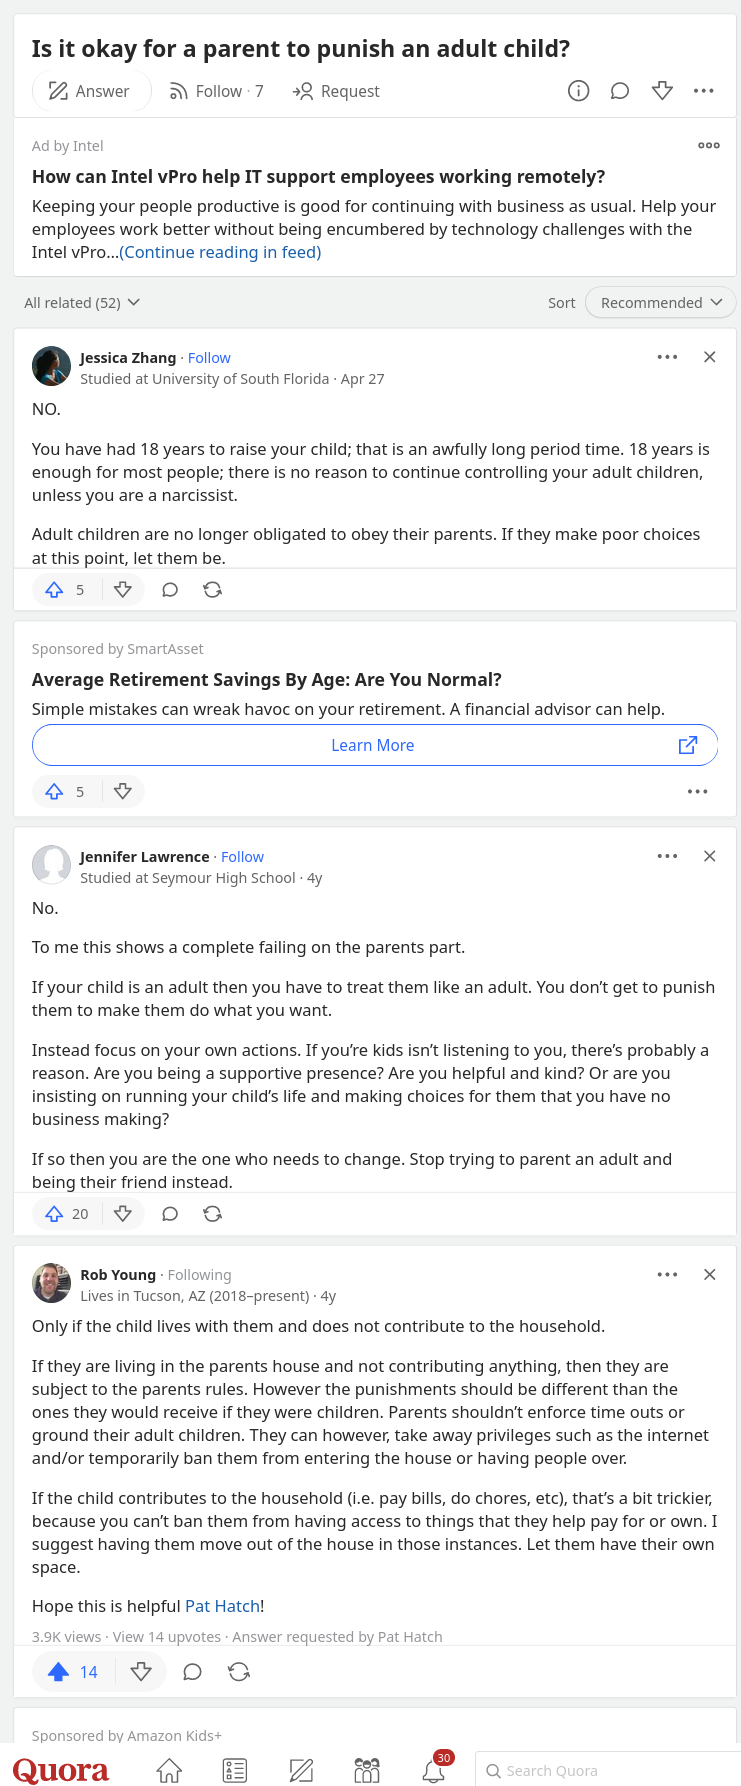 Is it okay for a parent to punish an adult child?
Answer
Follow · 7
Request
Ad by Intel
How can Intel vPro help IT support employees working remotely?
Keeping your people productive is good for continuing with business as usual. Help your
employees work better without being encumbered by technology challenges with the
Intel vPro...(Continue reading in feed)
All related (52)
Sort
Recommended
Jessica Zhang · Follow
Studied at University of South Florida · Apr 27
NO.
You have had 18 years to raise your child; that is an awfully long period time. 18 years is
enough for most people; there is no reason to continue controlling your adult children,
unless you are a narcissist.
Adult children are no longer obligated to obey their parents. If they make poor choices
at this point, let them be.
5
Sponsored by SmartAsset
Average Retirement Savings By Age: Are You Normal?
Simple mistakes can wreak havoc on your retirement. A financial advisor can help.
Learn More
5
Jennifer Lawrence · Follow
Studied at Seymour High School · 4y
No.
To me this shows a complete failing on the parents part.
If your child is an adult then you have to treat them like an adult. You don’t get to punish
them to make them do what you want.
Instead focus on your own actions. If you’re kids isn’t listening to you, there’s probably a
reason. Are you being a supportive presence? Are you helpful and kind? Or are you
insisting on running your child’s life and making choices for them that you have no
business making?
If so then you are the one who needs to change. Stop trying to parent an adult and
being their friend instead.
20
Rob Young · Following
Lives in Tucson, AZ (2018–present) · 4y
Only if the child lives with them and does not contribute to the household.
If they are living in the parents house and not contributing anything, then they are
subject to the parents rules. However the punishments should be different than the
ones they would receive if they were children. Parents shouldn’t enforce time outs or
ground their adult children. They can however, take away privileges such as the internet
and/or temporarily ban them from entering the house or having people over.
If the child contributes to the household (i.e. pay bills, do chores, etc), that’s a bit trickier,
because you can’t ban them from having access to things that they help pay for or own. I
suggest having them move out of the house in those instances. Let them have their own
space.
Hope this is helpful Pat Hatch!
3.9K views · View 14 upvotes · Answer requested by Pat Hatch
14
Sponsored by Amazon Kids+
Quora
30
Search Quora